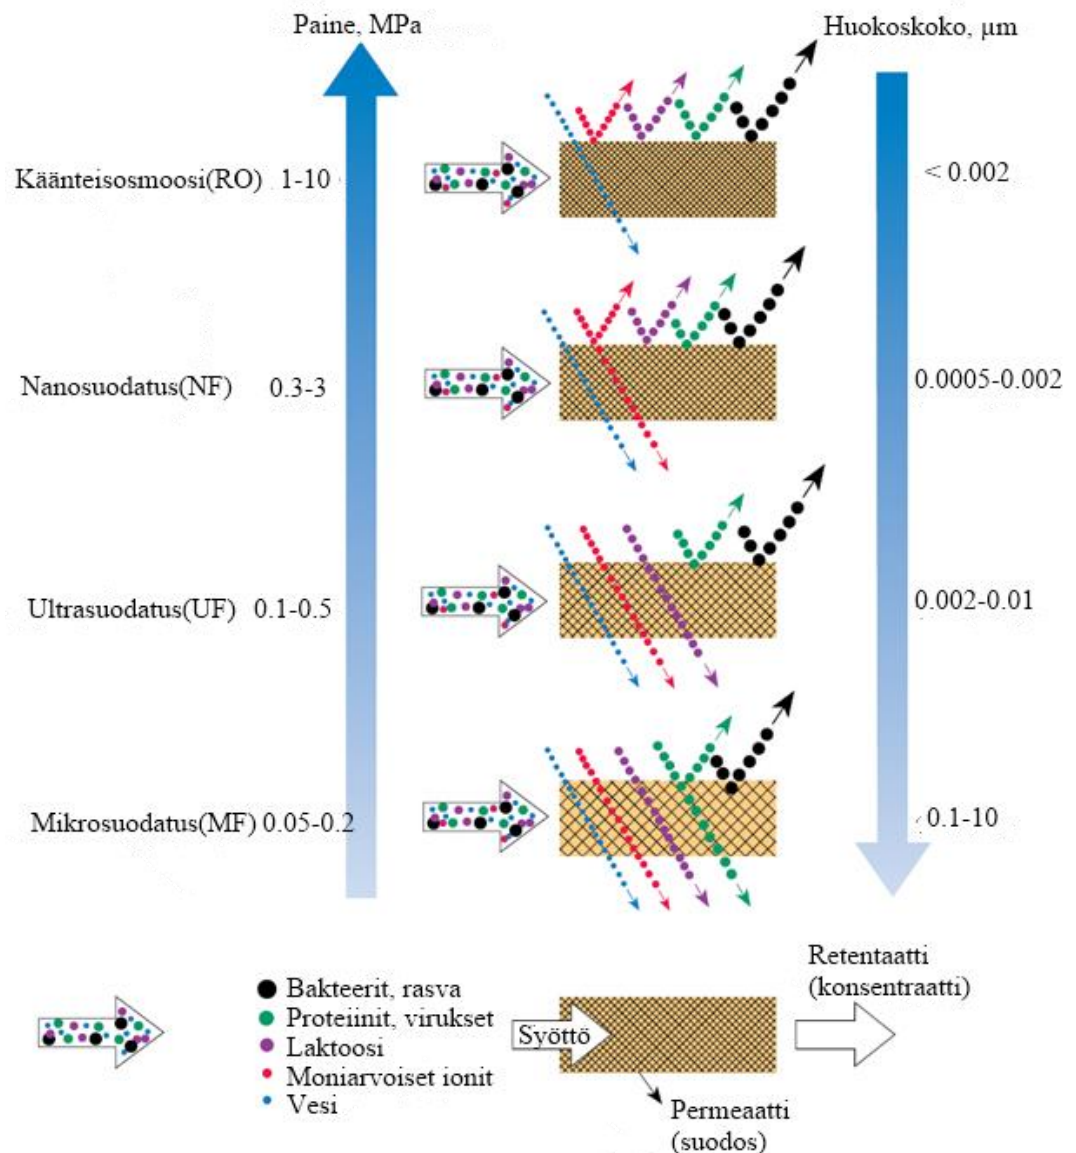 Paine, MPa
Huokoskoko, µm
Käänteisosmoosi(RO) 1-10
< 0.002
Nanosuodatus(NF) 0.3-3
0.0005-0.002
Ultrasuodatus(UF) 0.1-0.5
0.002-0.01
Mikrosuodatus(MF) 0.05-0.2
0.1-10
Bakteerit, rasva
Proteiinit, virukset
Laktoosi
Moniarvoiset ionit
Vesi
Syöttö
Permeaatti
(suodos)
Retentaatti
(konsentraatti)